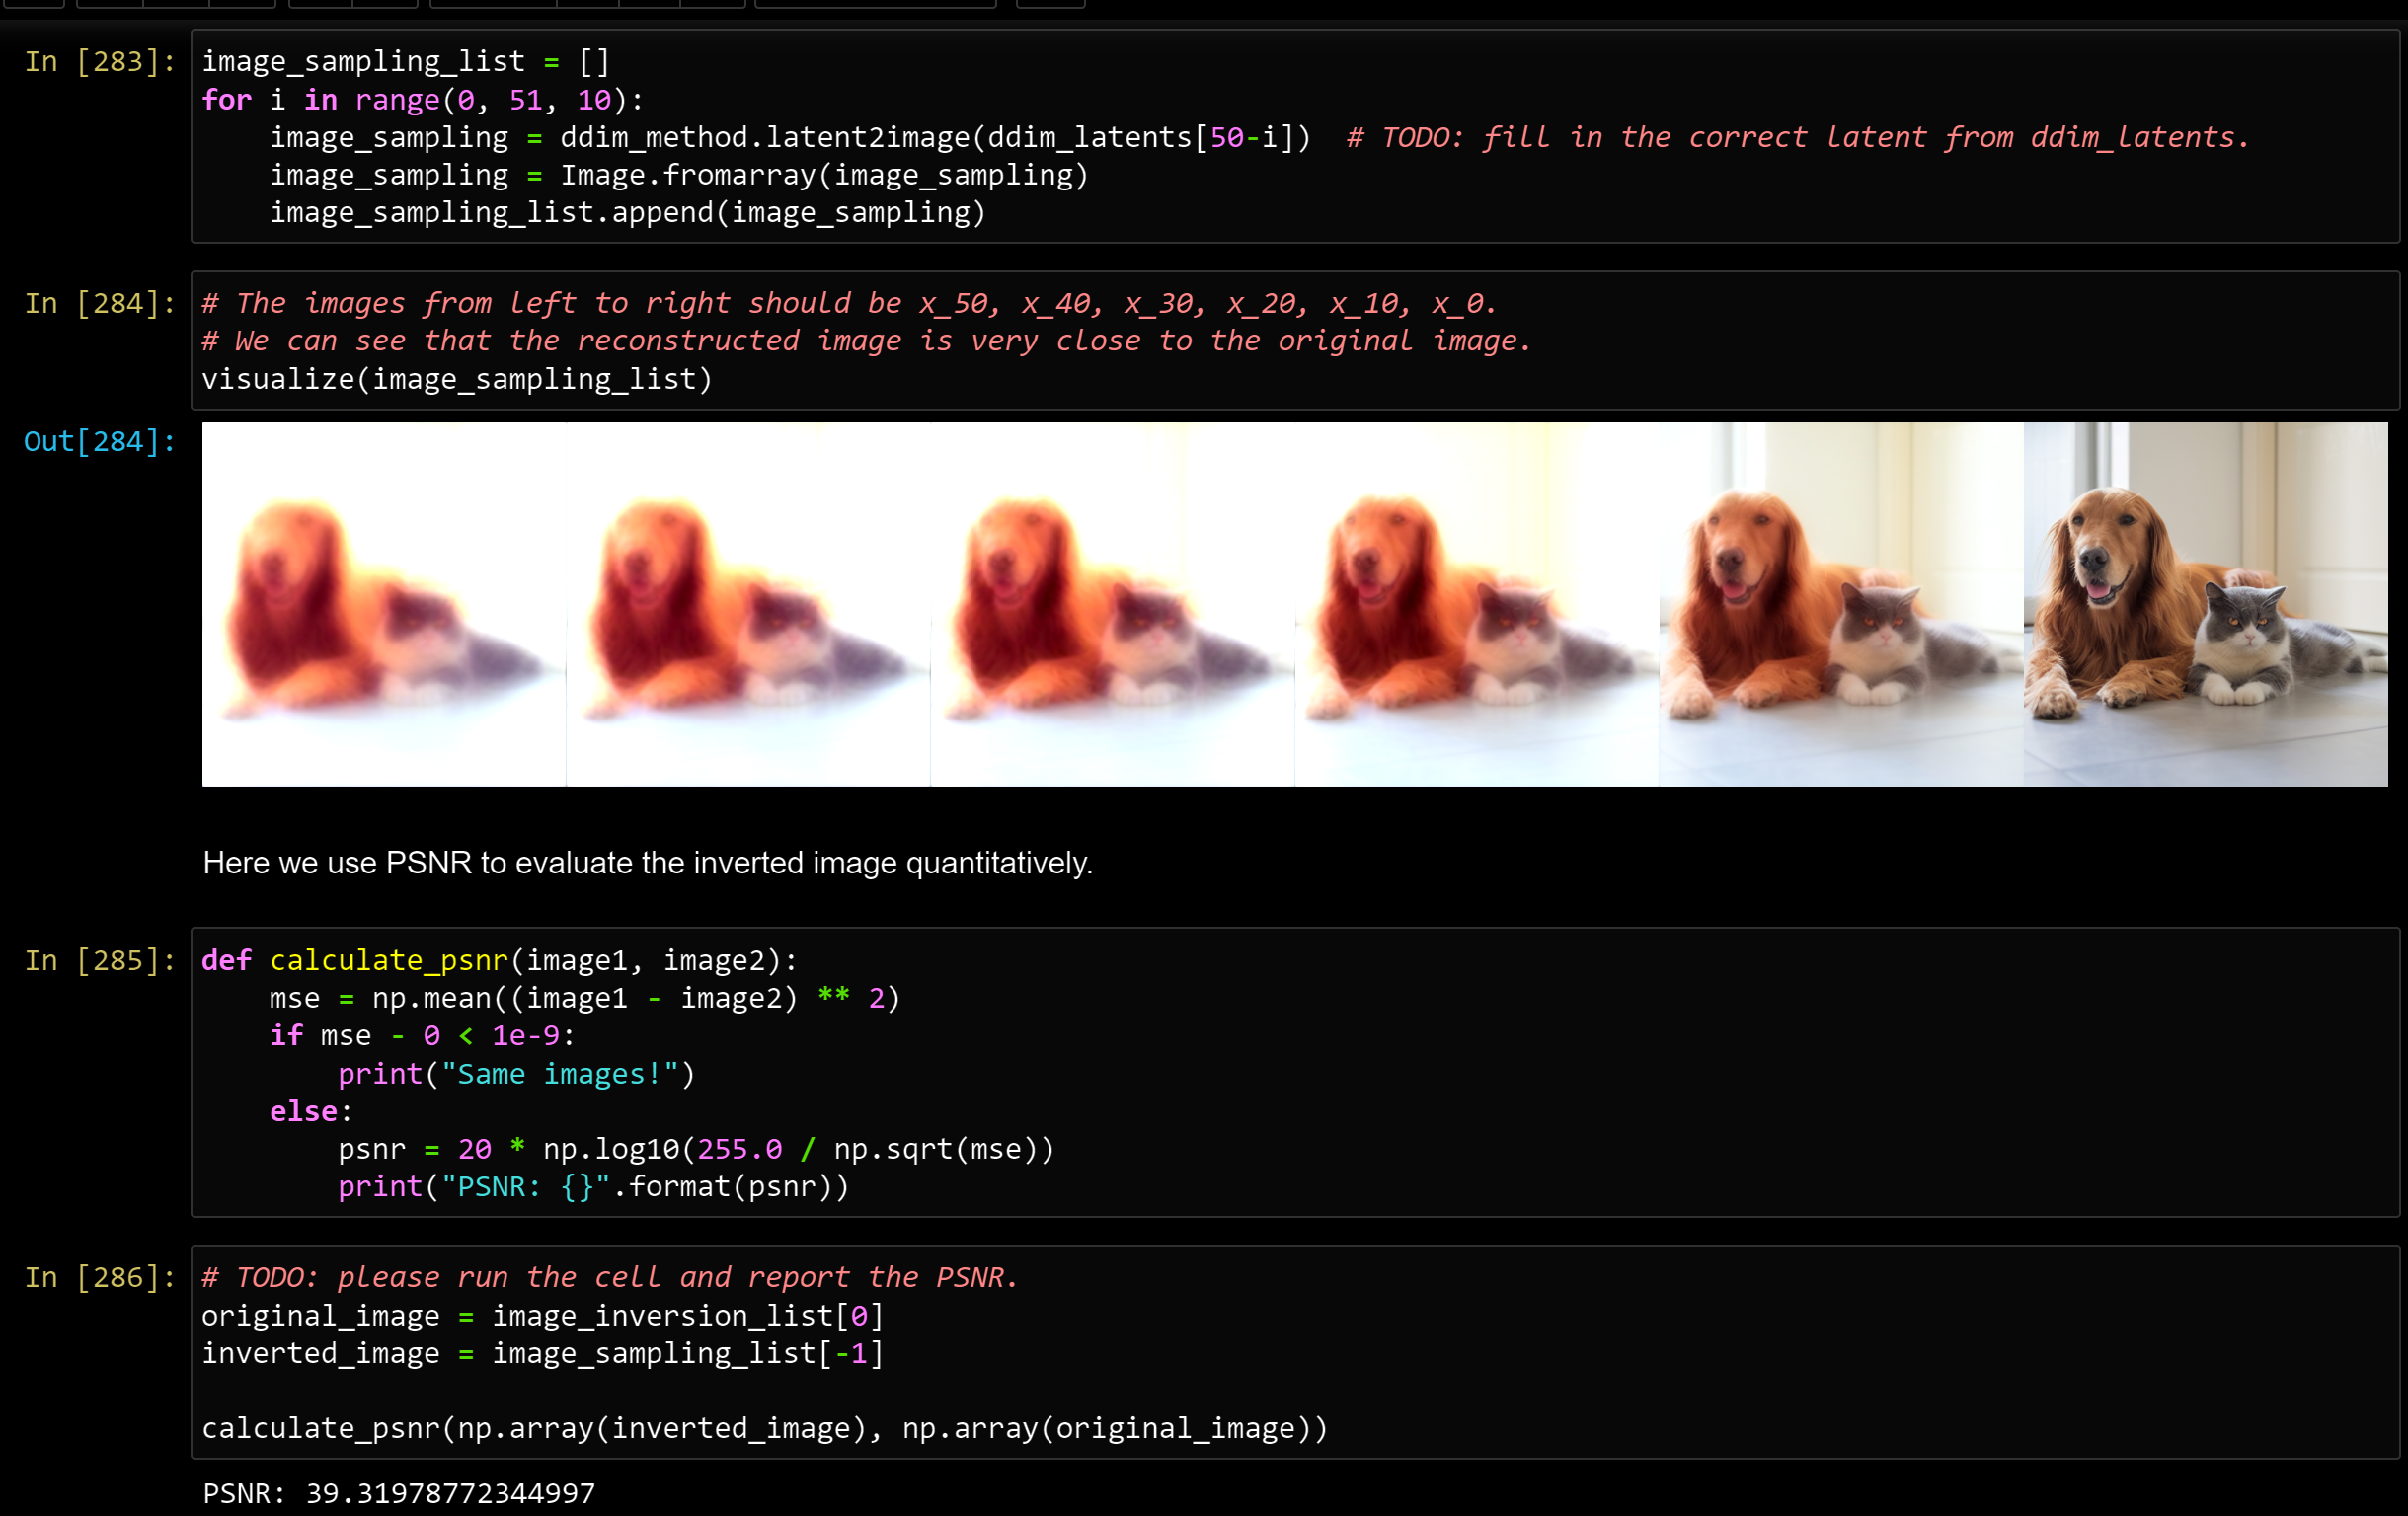 In [283]:
image_sampling_list = []
for i in range(0, 51, 10):
    image_sampling = ddim_method.latent2image(ddim_latents[50-i])  # TODO: fill in the correct latent from ddim_latents.
    image_sampling = Image.fromarray(image_sampling)
    image_sampling_list.append(image_sampling)
In [284]:
# The images from left to right should be x_50, x_40, x_30, x_20, x_10, x_0.
# We can see that the reconstructed image is very close to the original image.
visualize(image_sampling_list)
Out[284]:
Here we use PSNR to evaluate the inverted image quantitatively.
In [285]:
def calculate_psnr(image1, image2):
    mse = np.mean((image1 - image2) ** 2)
    if mse - 0 < 1e-9:
        print("Same images!")
    else:
        psnr = 20 * np.log10(255.0 / np.sqrt(mse))
        print("PSNR: {}".format(psnr))
In [286]:
# TODO: please run the cell and report the PSNR.
original_image = image_inversion_list[0]
inverted_image = image_sampling_list[-1]
calculate_psnr(np.array(inverted_image), np.array(original_image))
PSNR: 39.31978772344997